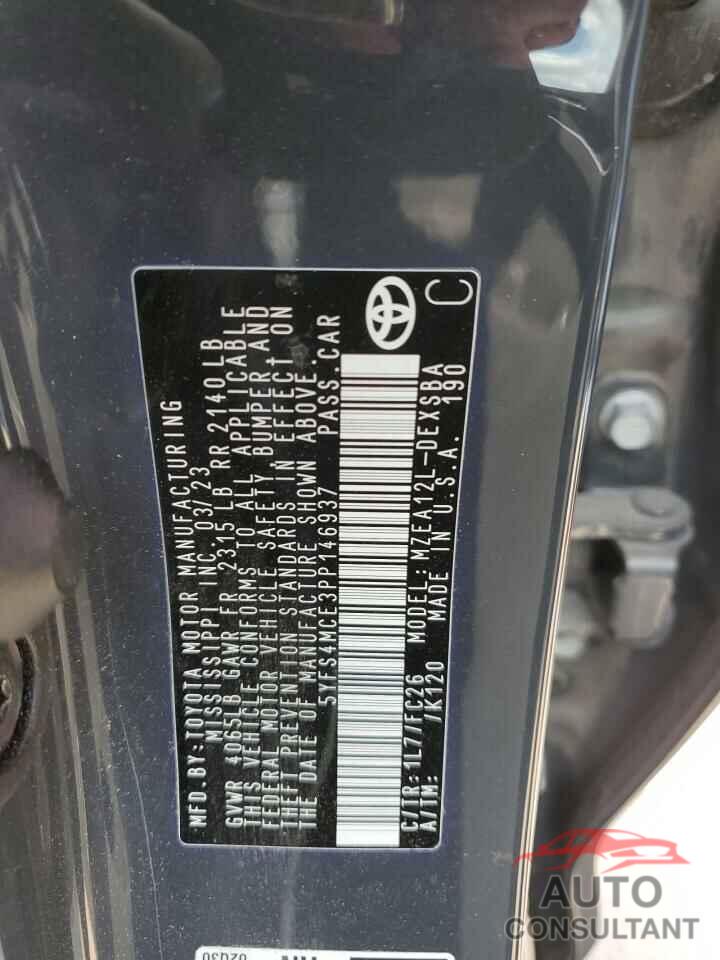 MFD.BY:TOYOTA MOTOR MANUFACTURING
MISSISSIPPI INC. 03/23
GVWR 4065LB GAWR FR 2315 LB RR 2140LB
THIS VEHICLE CONFORMS TO ALL APPLICABLE
FEDERAL MOTOR VEHICLE SAFETY, BUMPER AND
THEFT PREVENTION STANDARDS IN EFFECT ON
THE DATE OF MANUFACTURE SHOWN ABOVE.
5YFS4MCE3PP146937 PASS. CAR
C/TR:1L7//FC26 MODEL:MZEA12L-DEXSBA
A/TM: /K120 MADE IN U.S.A. 190
C
AUTO
CONSULTANT